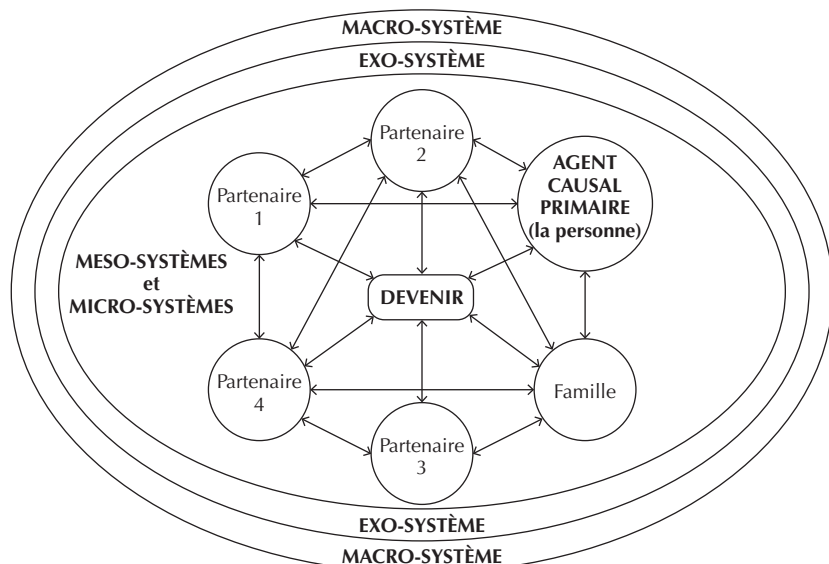 MACRO-SYSTÈME
EXO-SYSTÈME
Partenaire
2
AGENT
CAUSAL
PRIMAIRE
(la personne)
Partenaire
1
MESO-SYSTÈMES
et
MICRO-SYSTÈMES
DEVENIR
Partenaire
4
Famille
Partenaire
3
EXO-SYSTÈME
MACRO-SYSTÈME